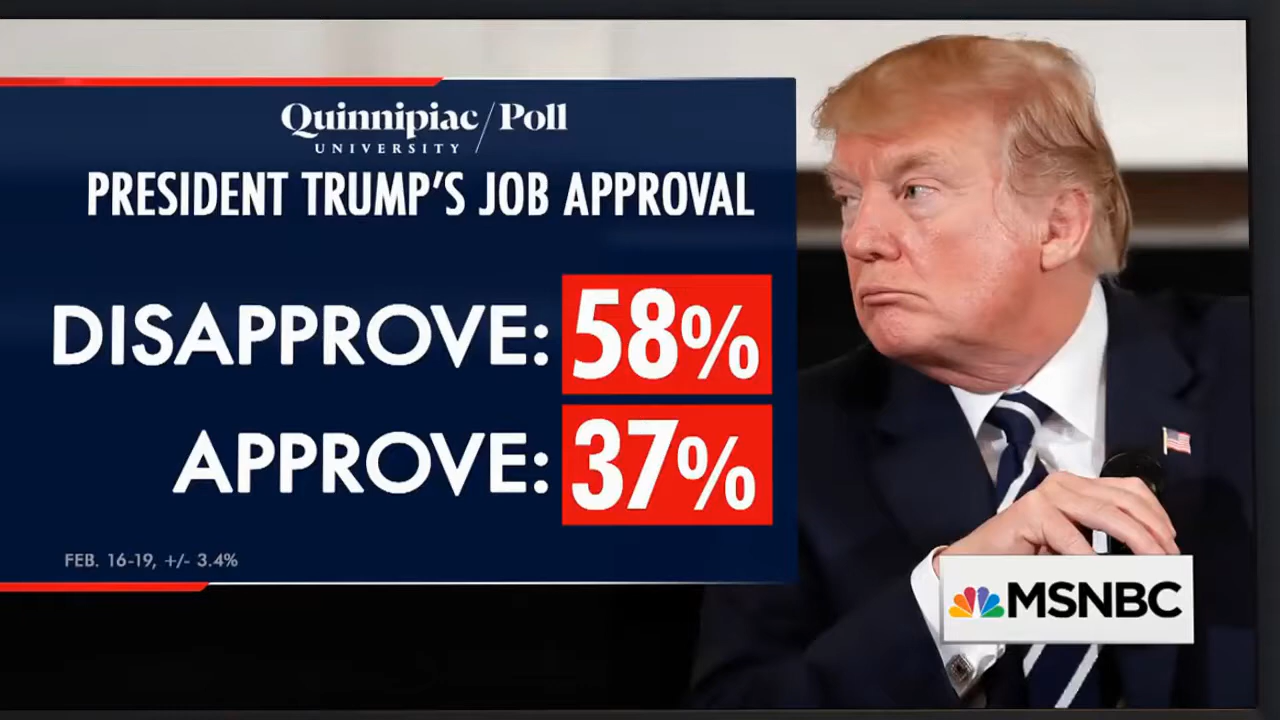 Quinnipiac / Poll
UNIVERSITY
PRESIDENT TRUMP'S JOB APPROVAL
DISAPPROVE: 58%
APPROVE: 37%
FEB. 16-19, +/- 3.4%
MSNBC